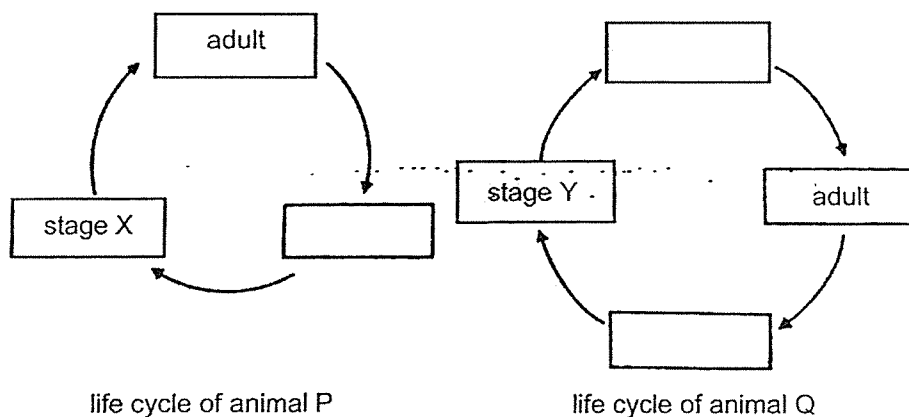 adult
stage X
stage Y
adult
life cycle of animal P
life cycle of animal Q